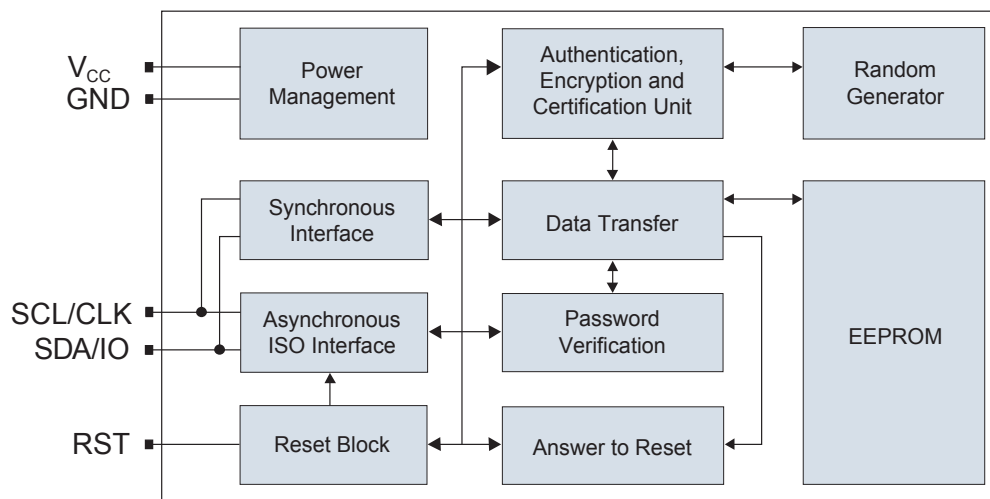 V_CC
GND
Power
Management
Authentication,
Encryption and
Certification Unit
Random
Generator
Synchronous
Interface
Data Transfer
SCL/CLK
SDA/IO
Asynchronous
ISO Interface
Password
Verification
EEPROM
RST
Reset Block
Answer to Reset